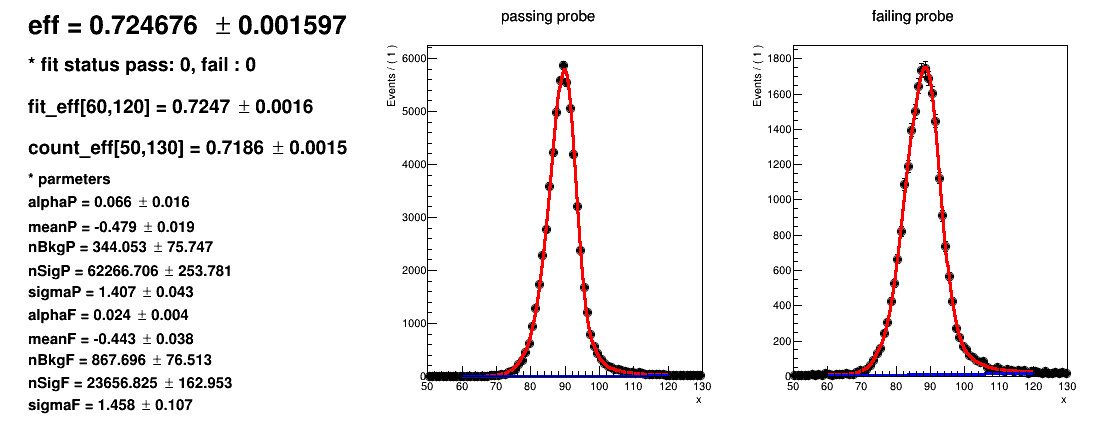 eff = 0.724676 ± 0.001597
* fit status pass: 0, fail : 0
fit_eff[60,120] = 0.7247 ± 0.0016
count_eff[50,130] = 0.7186 ± 0.0015
* parmeters
alphaP = 0.066 ± 0.016
meanP = -0.479 ± 0.019
nBkgP = 344.053 ± 75.747
nSigP = 62266.706 ± 253.781
sigmaP = 1.407 ± 0.043
alphaF = 0.024 ± 0.004
meanF = -0.443 ± 0.038
nBkgF = 867.696 ± 76.513
nSigF = 23656.825 ± 162.953
sigmaF = 1.458 ± 0.107
passing probe
Events / ( 1 )
6000
5000
4000
3000
2000
1000
0
50 60 70 80 90 100 110 120 130
x
failing probe
Events / ( 1 )
1800
1600
1400
1200
1000
800
600
400
200
0
50 60 70 80 90 100 110 120 130
x